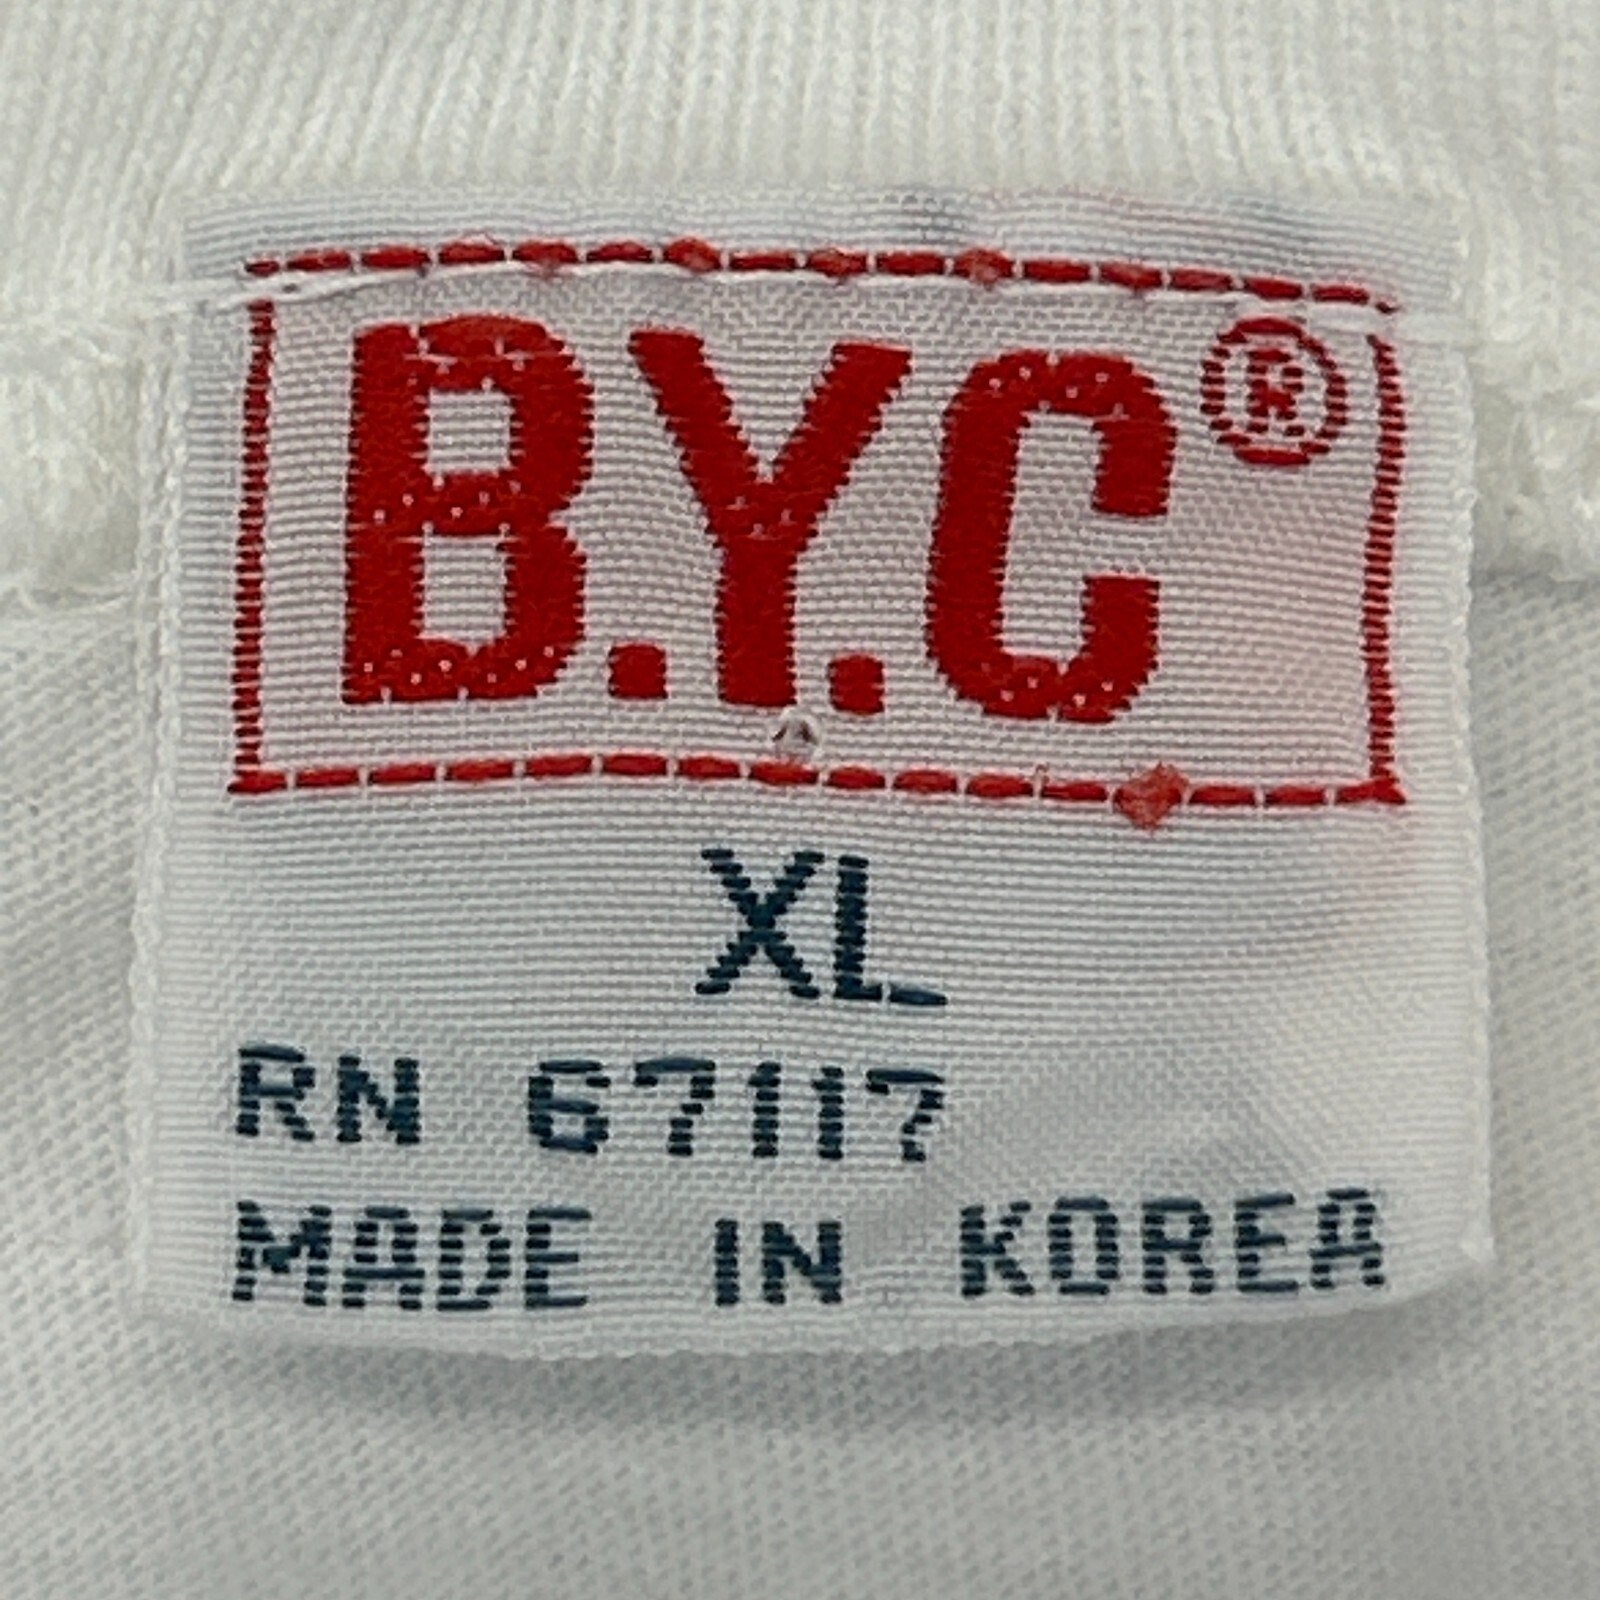 B.Y.C®
XL
RN 67117
MADE IN KOREA